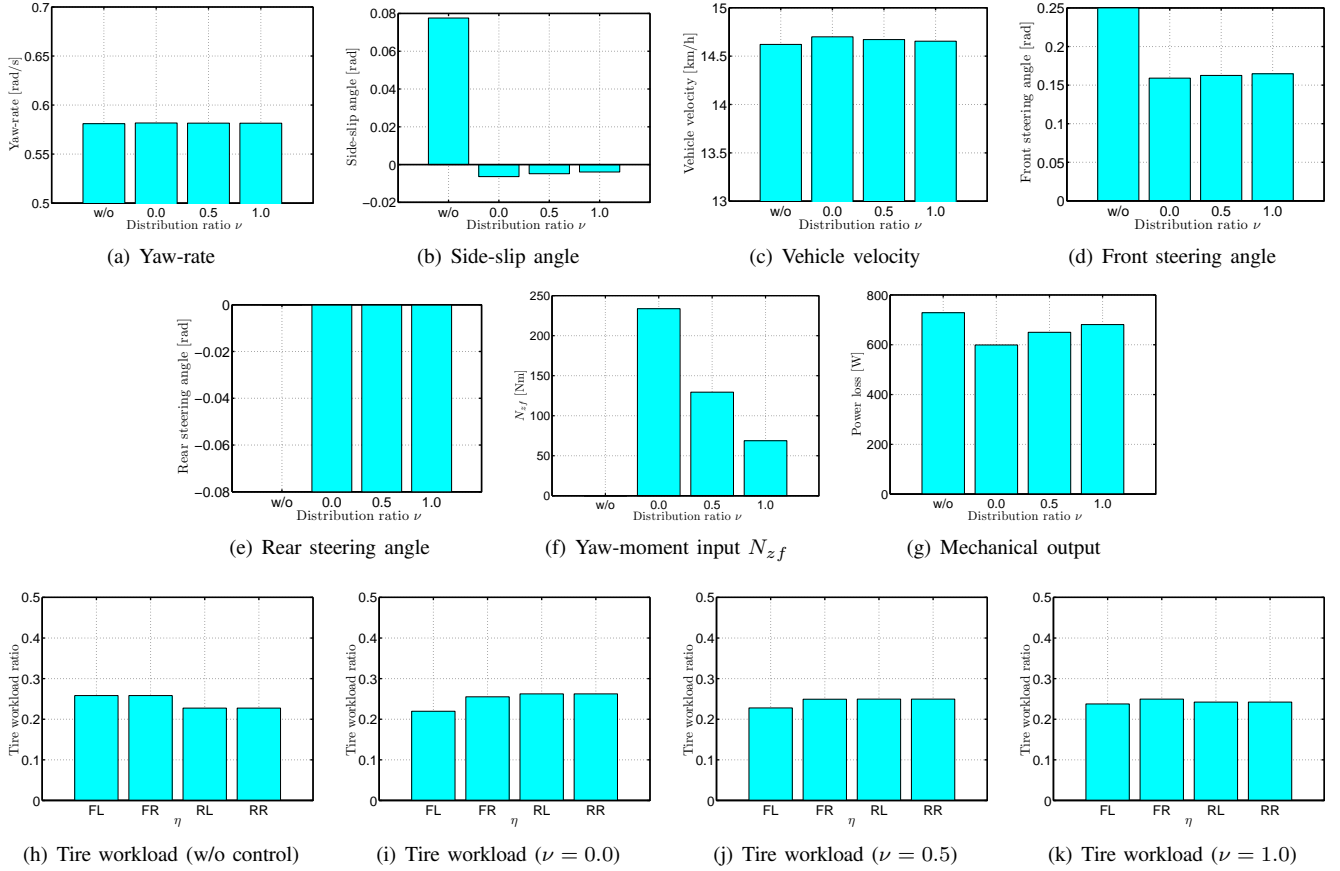 0.7
0.65
0.6
0.55
0.5
Yaw-rate [rad/s]
w/o 0.0 0.5 1.0
Distribution ratio ν
(a) Yaw-rate
0.08
0.06
0.04
0.02
0
−0.02
Side-slip angle [rad]
w/o 0.0 0.5 1.0
Distribution ratio ν
(b) Side-slip angle
15
14.5
14
13.5
13
Vehicle velocity [km/h]
w/o 0.0 0.5 1.0
Distribution ratio ν
(c) Vehicle velocity
0.25
0.2
0.15
0.1
0.05
0
Front steering angle [rad]
w/o 0.0 0.5 1.0
Distribution ratio ν
(d) Front steering angle
0
−0.02
−0.04
−0.06
−0.08
Rear steering angle [rad]
w/o 0.0 0.5 1.0
Distribution ratio ν
(e) Rear steering angle
250
200
150
100
50
0
N_zf [Nm]
w/o 0.0 0.5 1.0
Distribution ratio ν
(f) Yaw-moment input N_zf
800
600
400
200
0
Power loss [W]
w/o 0.0 0.5 1.0
Distribution ratio ν
(g) Mechanical output
0.5
0.4
0.3
0.2
0.1
0
Tire workload ratio
FL FR RL RR
η
(h) Tire workload (w/o control)
0.5
0.4
0.3
0.2
0.1
0
Tire workload ratio
FL FR RL RR
η
(i) Tire workload (ν = 0.0)
0.5
0.4
0.3
0.2
0.1
0
Tire workload ratio
FL FR RL RR
η
(j) Tire workload (ν = 0.5)
0.5
0.4
0.3
0.2
0.1
0
Tire workload ratio
FL FR RL RR
η
(k) Tire workload (ν = 1.0)